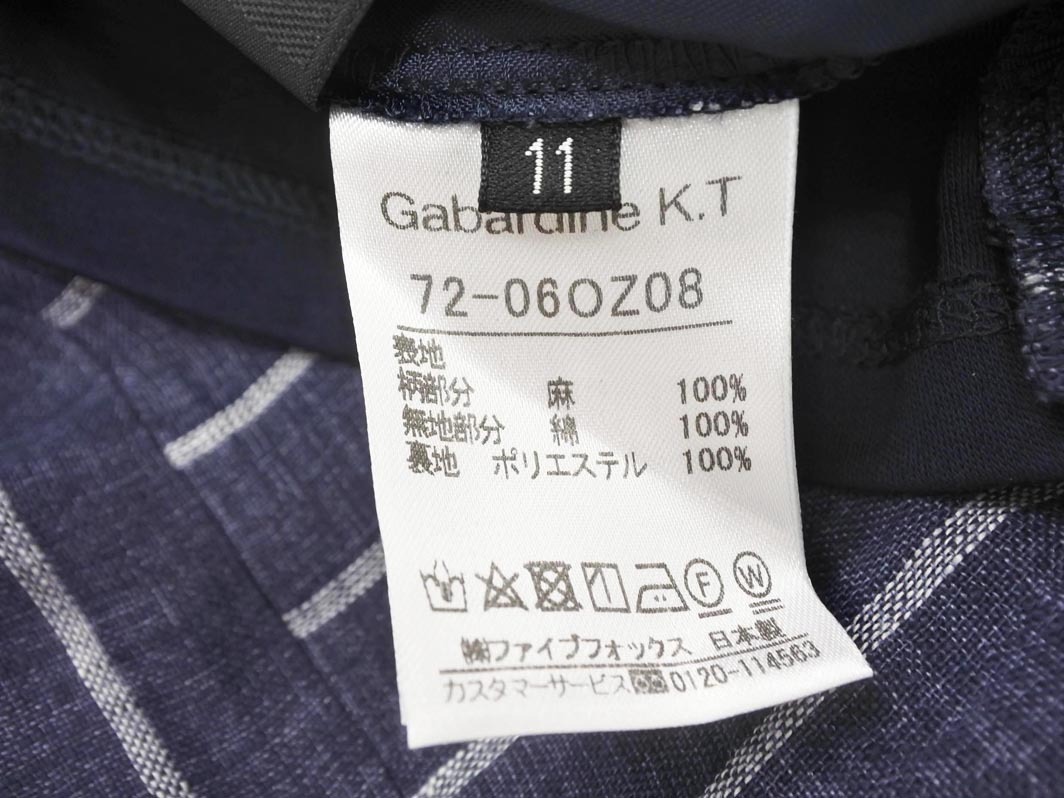 11
Gabardine K.T
72-06OZ08
表地
柄部分 麻 100%
無地部分 綿 100%
裏地 ポリエステル 100%
F W
㈱ファイブフォックス 日本製
カスタマーサービス 0120-114563